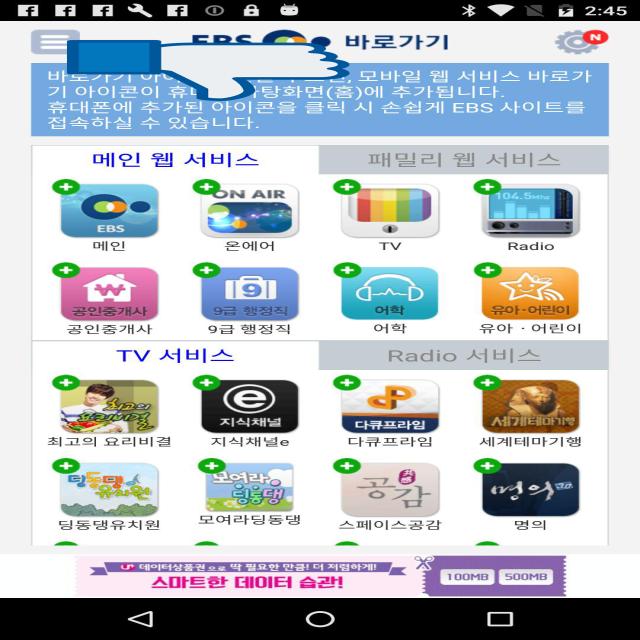 2:45
EBS 바로가기
N
바로가기
모바일 웹 서비스 바로가
기 아이콘이
(홈)에 추가됩니다.
휴대폰에 추가된 아이콘을 클릭 시 손쉽게 EBS 사이트를
접속하실 수 있습니다.
메인 웹 서비스 패밀리 웹 서비스
EBS ON AIR 104.5MHz
메인 온에어 TV Radio
공인중개사 9급 행정직 어학 유아·어린이
공인중개사 9급 행정직 어학 유아·어린이
TV 서비스 Radio 서비스
최고의 요리비결 지식채널 다큐프라임 세계테마기행
최고의 요리비결 지식채널e 다큐프라임 세계테마기행
딩동댕 유치원 모여라 딩동댕 공감 명의
딩동댕유치원 모여라딩동댕 스페이스공감 명의
데이터상품권으로 딱 필요한 만큼! 더 저렴하게!
스마트한 데이터 습관!
100MB 500MB